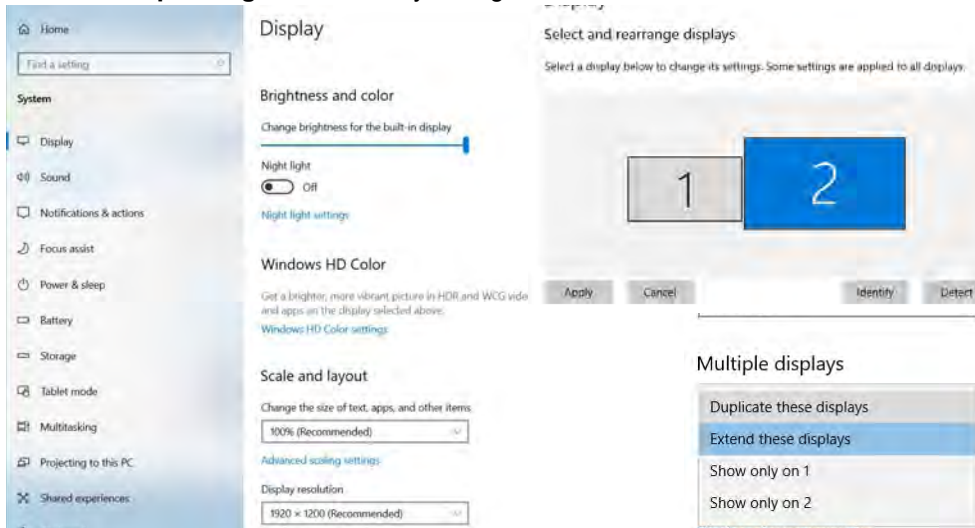 Home
Find a setting
System
Display
Sound
Notifications & actions
Focus assist
Power & sleep
Battery
Storage
Tablet mode
Multitasking
Projecting to this PC
Shared experiences
Display
Brightness and color
Change brightness for the built-in display
Night light
Off
Night light settings
Windows HD Color
Get a brighter, more vibrant picture in HDR and WCG vide
and apps on the display selected above.
Windows HD Color settings
Scale and layout
Change the size of text, apps, and other items
100% (Recommended)
Advanced scaling settings
Display resolution
1920 × 1200 (Recommended)
Select and rearrange displays
Select a display below to change its settings. Some settings are applied to all displays.
1
2
Apply Cancel Identify Detect
Multiple displays
Duplicate these displays
Extend these displays
Show only on 1
Show only on 2